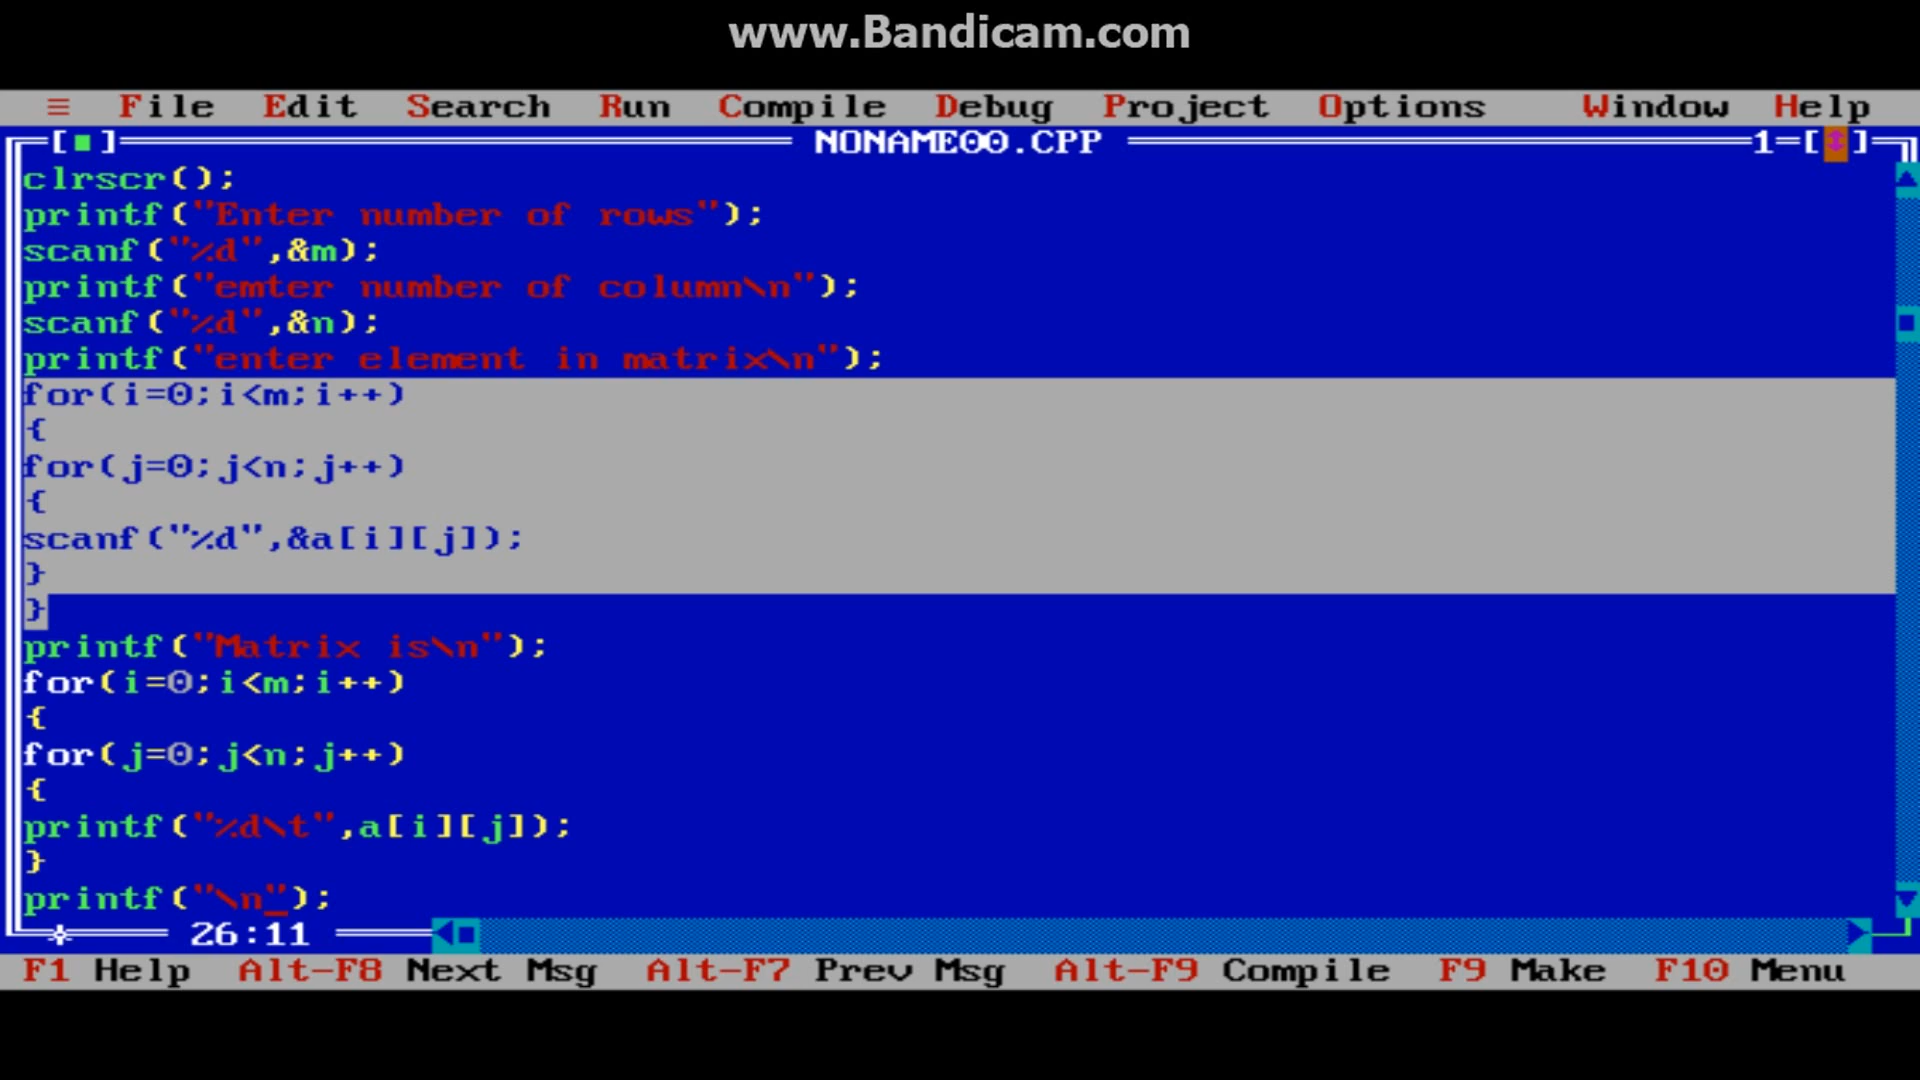 www.Bandicam.com
≡ File Edit Search Run Compile Debug Project Options Window Help
[■] NONAME00.CPP 1=[↕]
clrscr();
printf("Enter number of rows");
scanf("%d",&m);
printf("emter number of column\n");
scanf("%d",&n);
printf("enter element in matrix\n");
for(i=0;i<m;i++)
{
for(j=0;j<n;j++)
{
scanf("%d",&a[i][j]);
}
}
printf("Matrix is\n");
for(i=0;i<m;i++)
{
for(j=0;j<n;j++)
{
printf("%d\t",a[i][j]);
}
printf("\n");
26:11
F1 Help Alt-F8 Next Msg Alt-F7 Prev Msg Alt-F9 Compile F9 Make F10 Menu